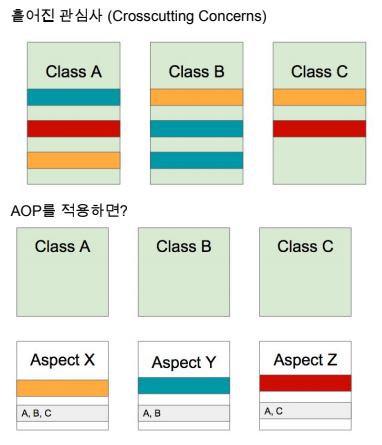 흩어진 관심사 (Crosscutting Concerns)
Class A
Class B
Class C
AOP를 적용하면?
Class A
Class B
Class C
Aspect X
Aspect Y
Aspect Z
A, B, C
A, B
A, C